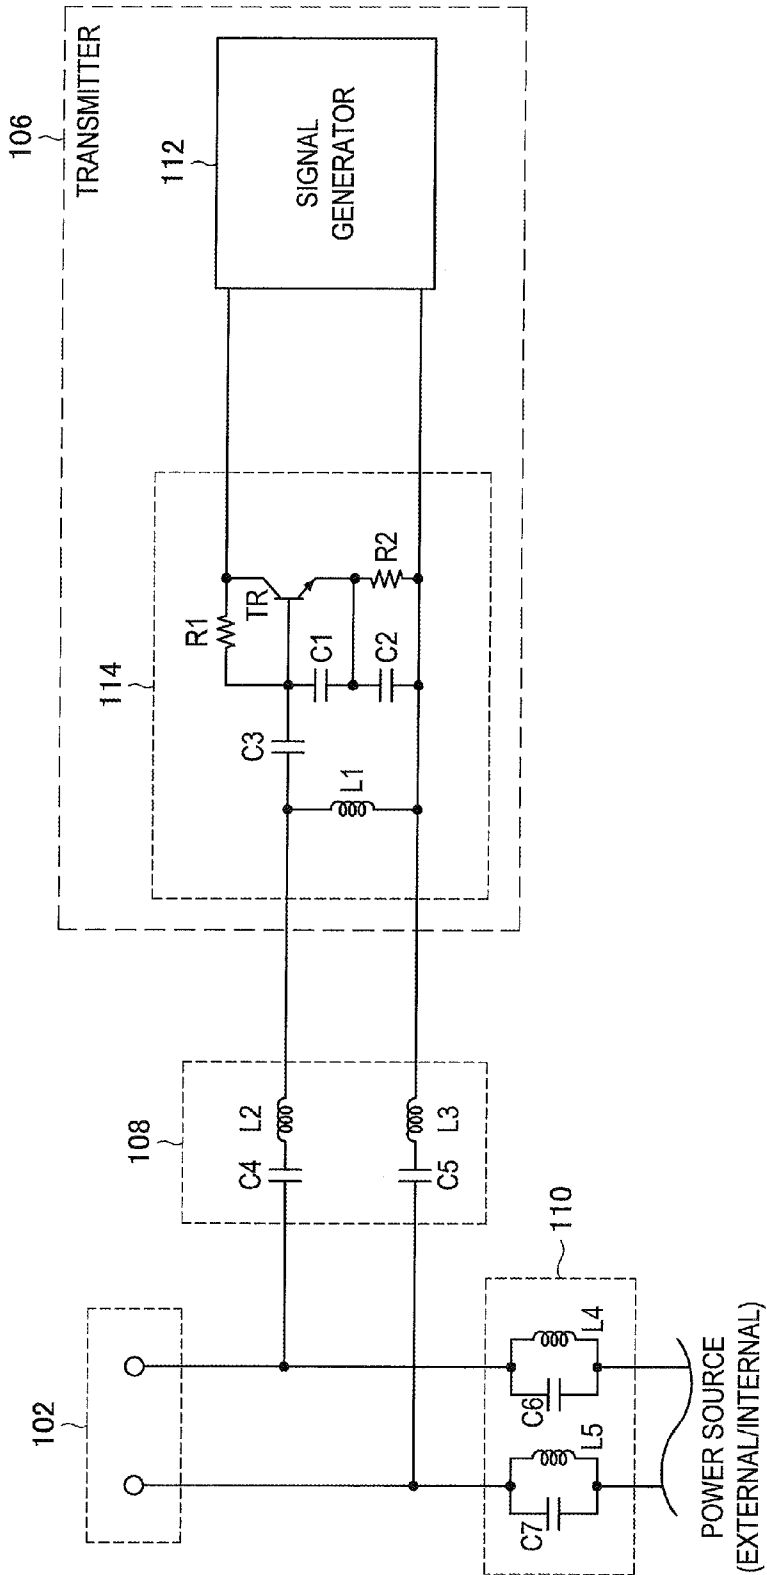 106
TRANSMITTER
112
SIGNAL
GENERATOR
114
R1
TR
R2
C1
C2
C3
L1
108
L2
C4
L3
C5
110
102
L4
C6
L5
C7
POWER SOURCE
(EXTERNAL/INTERNAL)